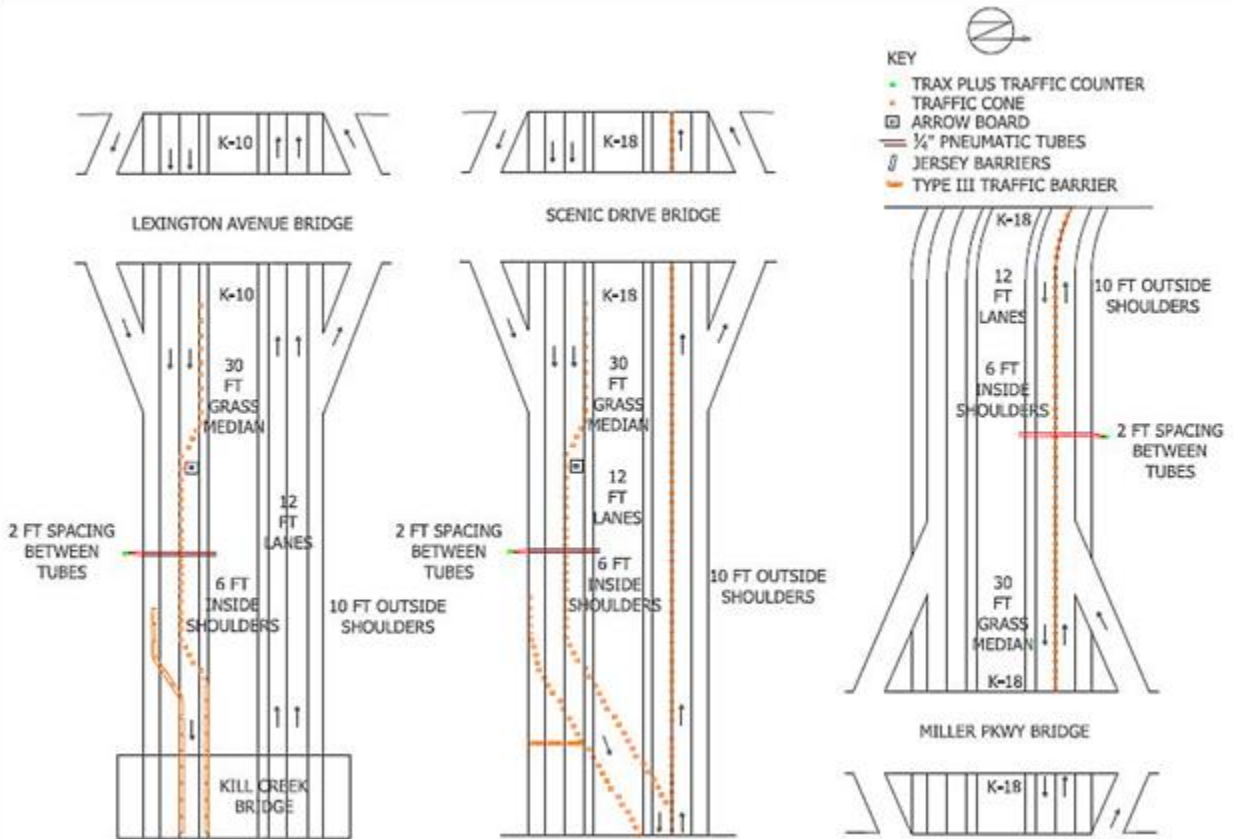 K-10
LEXINGTON AVENUE BRIDGE
K-10
30
FT
GRASS
MEDIAN
12
FT
LANES
2 FT SPACING
BETWEEN
TUBES
6 FT
INSIDE
SHOULDERS
10 FT OUTSIDE
SHOULDERS
KILL CREEK
BRIDGE
K-18
SCENIC DRIVE BRIDGE
K-18
30
FT
GRASS
MEDIAN
12
FT
LANES
2 FT SPACING
BETWEEN
TUBES
6 FT
INSIDE
SHOULDERS
10 FT OUTSIDE
SHOULDERS
KEY
TRAX PLUS TRAFFIC COUNTER
TRAFFIC CONE
ARROW BOARD
¼" PNEUMATIC TUBES
JERSEY BARRIERS
TYPE III TRAFFIC BARRIER
K-18
12
FT
LANES
10 FT OUTSIDE
SHOULDERS
6 FT
INSIDE
SHOULDERS
2 FT SPACING
BETWEEN
TUBES
30
FT
GRASS
MEDIAN
K-18
MILLER PKWY BRIDGE
K-18